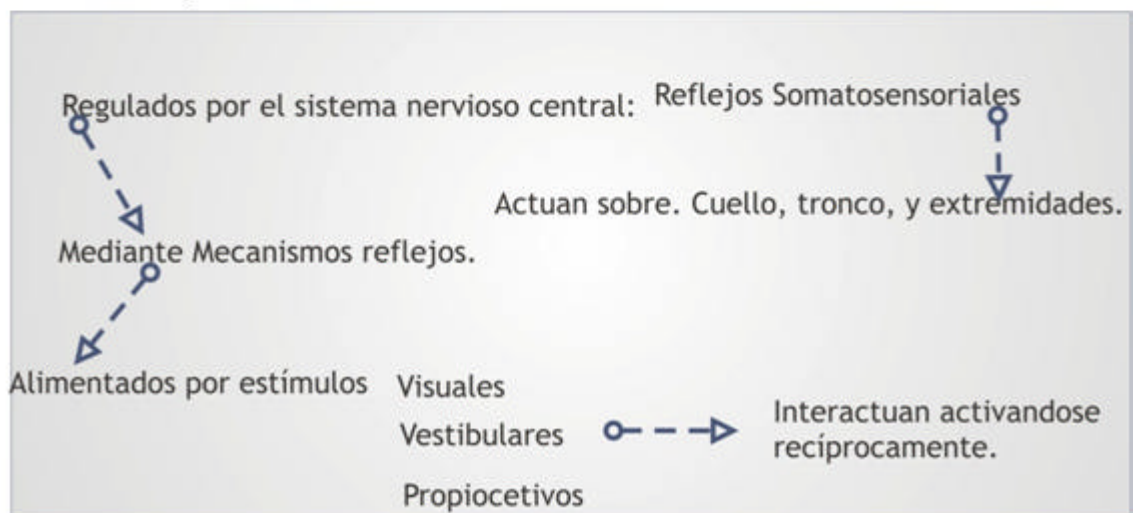 Regulados por el sistema nervioso central:
Reflejos Somatosensoriales
Actuan sobre. Cuello, tronco, y extremidades.
Mediante Mecanismos reflejos.
Alimentados por estímulos
Visuales
Vestibulares
Propiocetivos
Interactuan activandose
recíprocamente.